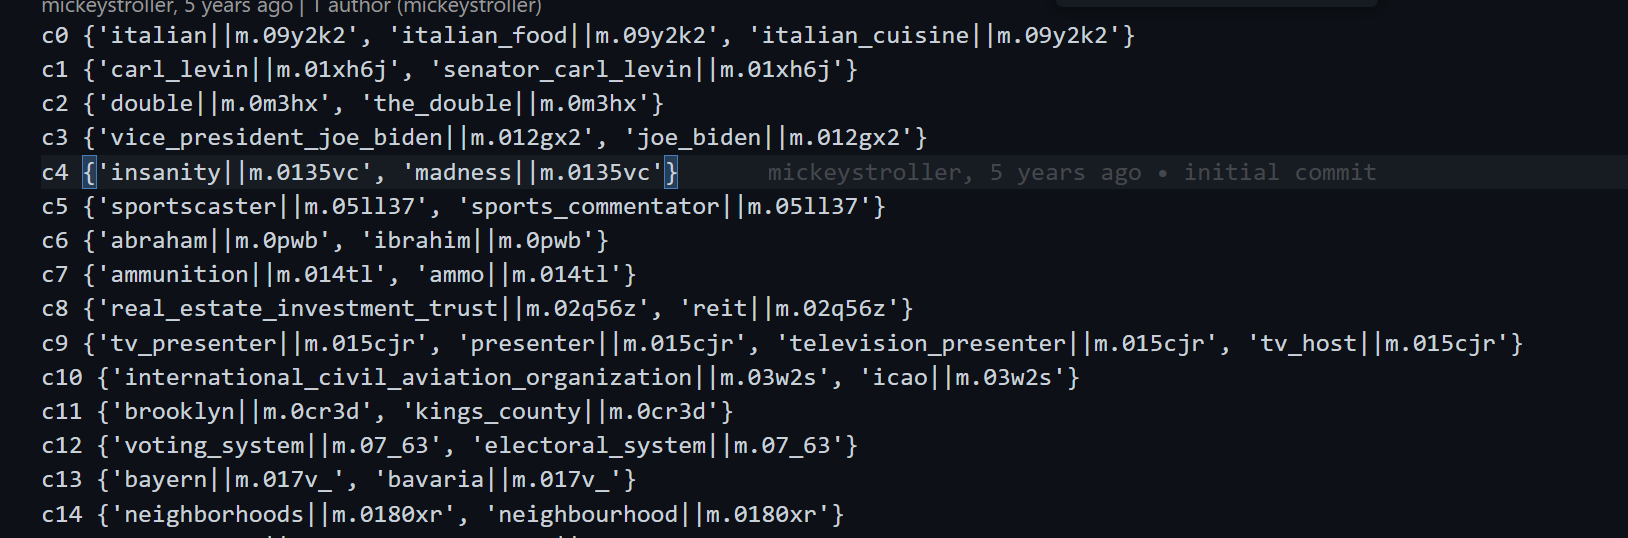 mickeystroller, 5 years ago | 1 author (mickeystroller)
c0 {'italian||m.09y2k2', 'italian_food||m.09y2k2', 'italian_cuisine||m.09y2k2'}
c1 {'carl_levin||m.01xh6j', 'senator_carl_levin||m.01xh6j'}
c2 {'double||m.0m3hx', 'the_double||m.0m3hx'}
c3 {'vice_president_joe_biden||m.012gx2', 'joe_biden||m.012gx2'}
c4 {'insanity||m.0135vc', 'madness||m.0135vc'} mickeystroller, 5 years ago • initial commit
c5 {'sportscaster||m.05ll37', 'sports_commentator||m.05ll37'}
c6 {'abraham||m.0pwb', 'ibrahim||m.0pwb'}
c7 {'ammunition||m.014tl', 'ammo||m.014tl'}
c8 {'real_estate_investment_trust||m.02q56z', 'reit||m.02q56z'}
c9 {'tv_presenter||m.015cjr', 'presenter||m.015cjr', 'television_presenter||m.015cjr', 'tv_host||m.015cjr'}
c10 {'international_civil_aviation_organization||m.03w2s', 'icao||m.03w2s'}
c11 {'brooklyn||m.0cr3d', 'kings_county||m.0cr3d'}
c12 {'voting_system||m.07_63', 'electoral_system||m.07_63'}
c13 {'bayern||m.017v_', 'bavaria||m.017v_'}
c14 {'neighborhoods||m.0180xr', 'neighbourhood||m.0180xr'}